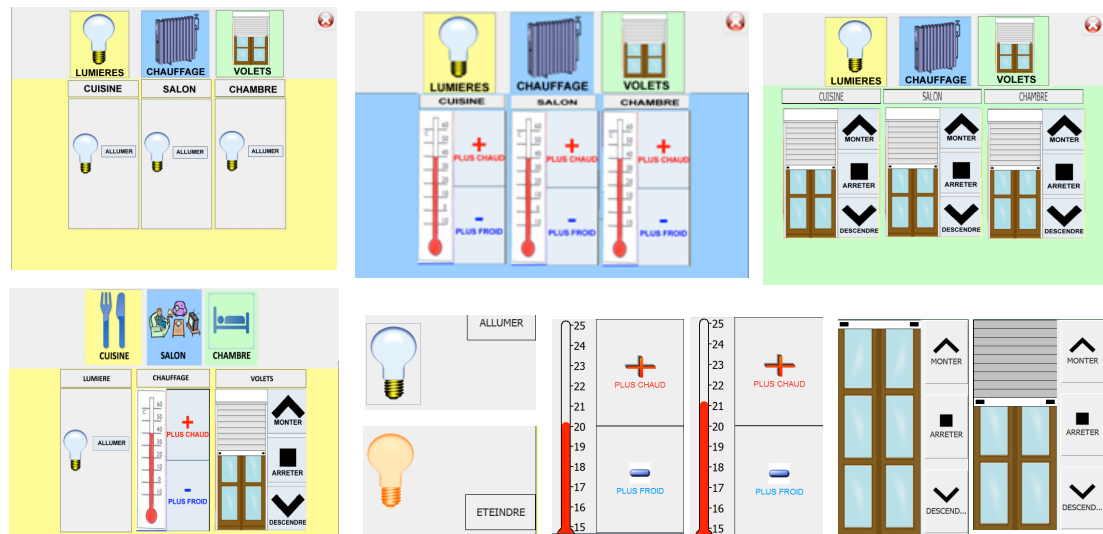 LUMIERES CHAUFFAGE VOLETS
CUISINE SALON CHAMBRE
ALLUMER ALLUMER ALLUMER
LUMIERES CHAUFFAGE VOLETS
CUISINE SALON CHAMBRE
PLUS CHAUD PLUS CHAUD PLUS CHAUD
PLUS FROID PLUS FROID PLUS FROID
LUMIERES CHAUFFAGE VOLETS
CUISINE SALON CHAMBRE
MONTER MONTER MONTER
ARRETER ARRETER ARRETER
DESCENDRE DESCENDRE DESCENDRE
CUISINE SALON CHAMBRE
LUMIERE CHAUFFAGE VOLETS
ALLUMER
PLUS CHAUD
PLUS FROID
MONTER
ARRETER
DESCENDRE
ALLUMER
ETEINDRE
25
24
23
22
21
20
19
18
17
16
15
PLUS CHAUD
PLUS FROID
25
24
23
22
21
20
19
18
17
16
15
PLUS CHAUD
PLUS FROID
MONTER
ARRETER
DESCEND...
MONTER
ARRETER
DESCEND...